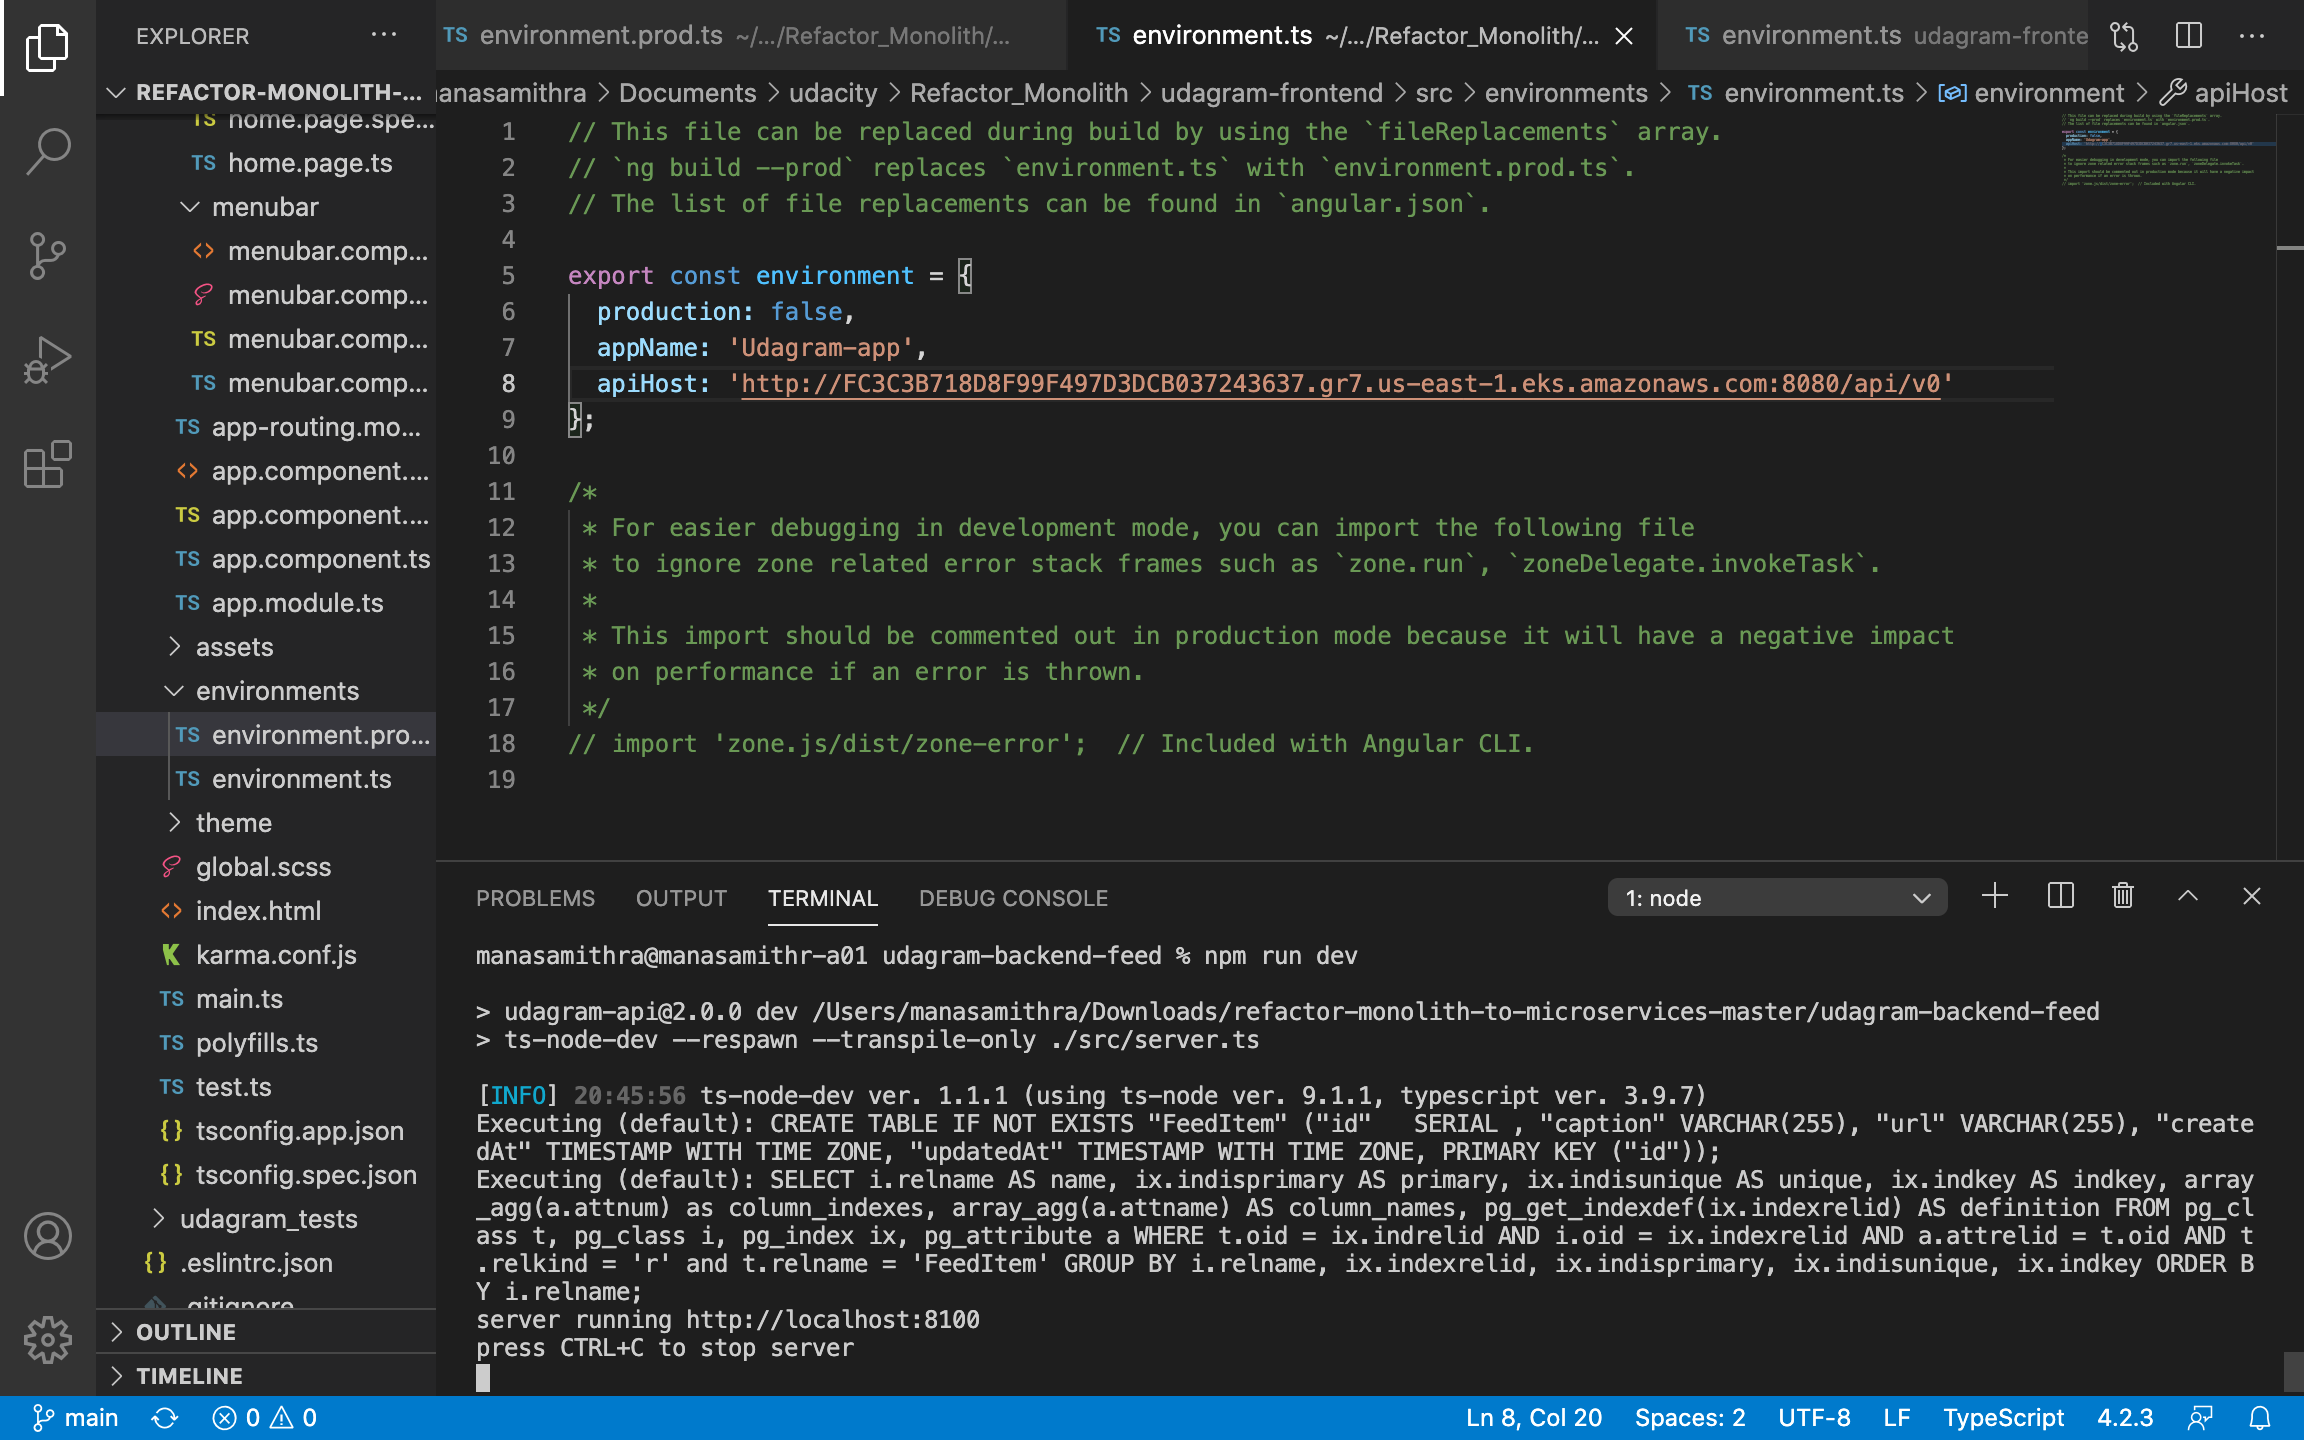 EXPLORER
REFACTOR-MONOLITH-...
home.page.spe...
TS home.page.ts
menubar
<> menubar.comp...
menubar.comp...
TS menubar.comp...
TS menubar.comp...
TS app-routing.mo...
<> app.component....
TS app.component....
TS app.component.ts
TS app.module.ts
assets
environments
TS environment.pro...
TS environment.ts
theme
global.scss
<> index.html
karma.conf.js
TS main.ts
TS polyfills.ts
TS test.ts
{} tsconfig.app.json
{} tsconfig.spec.json
udagram_tests
{} .eslintrc.json
.gitignore
OUTLINE
TIMELINE
TS environment.prod.ts ~/.../Refactor_Monolith/...
TS environment.ts ~/.../Refactor_Monolith/...
TS environment.ts udagram-fronte
anasamithra > Documents > udacity > Refactor_Monolith > udagram-frontend > src > environments > TS environment.ts > environment > apiHost
1 // This file can be replaced during build by using the `fileReplacements` array.
2 // `ng build --prod` replaces `environment.ts` with `environment.prod.ts`.
3 // The list of file replacements can be found in `angular.json`.
4
5 export const environment = {
6 production: false,
7 appName: 'Udagram-app',
8 apiHost: 'http://FC3C3B718D8F99F497D3DCB037243637.gr7.us-east-1.eks.amazonaws.com:8080/api/v0'
9 };
10
11 /*
12 * For easier debugging in development mode, you can import the following file
13 * to ignore zone related error stack frames such as `zone.run`, `zoneDelegate.invokeTask`.
14 *
15 * This import should be commented out in production mode because it will have a negative impact
16 * on performance if an error is thrown.
17 */
18 // import 'zone.js/dist/zone-error';  // Included with Angular CLI.
19
PROBLEMS OUTPUT TERMINAL DEBUG CONSOLE
1: node
manasamithra@manasamithr-a01 udagram-backend-feed % npm run dev
> udagram-api@2.0.0 dev /Users/manasamithra/Downloads/refactor-monolith-to-microservices-master/udagram-backend-feed
> ts-node-dev --respawn --transpile-only ./src/server.ts
[INFO] 20:45:56 ts-node-dev ver. 1.1.1 (using ts-node ver. 9.1.1, typescript ver. 3.9.7)
Executing (default): CREATE TABLE IF NOT EXISTS "FeedItem" ("id"   SERIAL , "caption" VARCHAR(255), "url" VARCHAR(255), "create
dAt" TIMESTAMP WITH TIME ZONE, "updatedAt" TIMESTAMP WITH TIME ZONE, PRIMARY KEY ("id"));
Executing (default): SELECT i.relname AS name, ix.indisprimary AS primary, ix.indisunique AS unique, ix.indkey AS indkey, array
_agg(a.attnum) as column_indexes, array_agg(a.attname) AS column_names, pg_get_indexdef(ix.indexrelid) AS definition FROM pg_cl
ass t, pg_class i, pg_index ix, pg_attribute a WHERE t.oid = ix.indrelid AND i.oid = ix.indexrelid AND a.attrelid = t.oid AND t
.relkind = 'r' and t.relname = 'FeedItem' GROUP BY i.relname, ix.indexrelid, ix.indisprimary, ix.indisunique, ix.indkey ORDER B
Y i.relname;
server running http://localhost:8100
press CTRL+C to stop server
main 0 0
Ln 8, Col 20 Spaces: 2 UTF-8 LF TypeScript 4.2.3